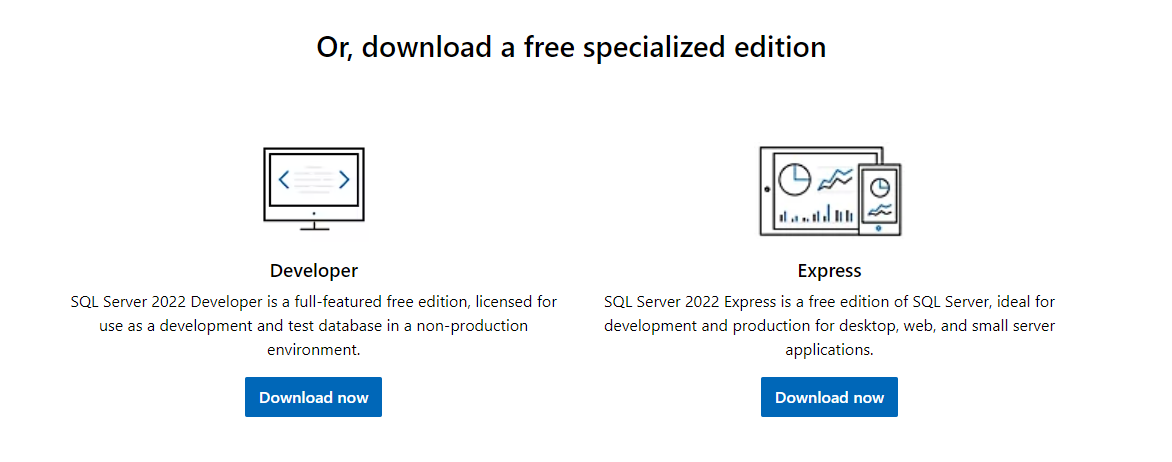 Or, download a free specialized edition
Developer
SQL Server 2022 Developer is a full-featured free edition, licensed for
use as a development and test database in a non-production
environment.
Download now
Express
SQL Server 2022 Express is a free edition of SQL Server, ideal for
development and production for desktop, web, and small server
applications.
Download now